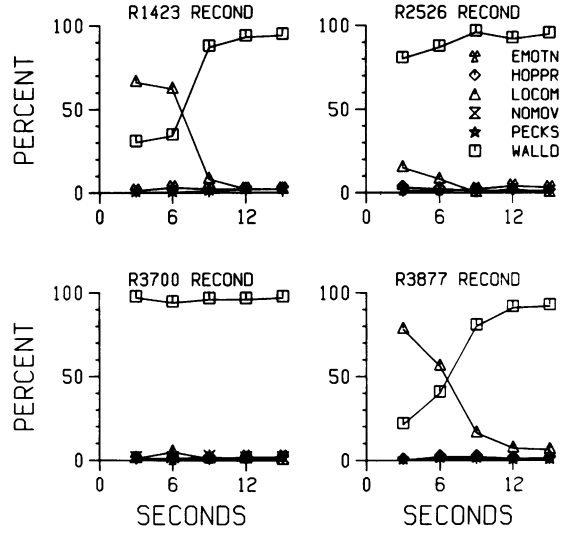 R1423 RECOND
R2526 RECOND
100
50
0
PERCENT
0 6 12
100
50
0
0 6 12
EMOTN
HOPPR
LOCOM
NOMOV
PECKS
WALLD
R3700 RECOND
R3877 RECOND
100
50
0
PERCENT
0 6 12
SECONDS
100
50
0
0 6 12
SECONDS